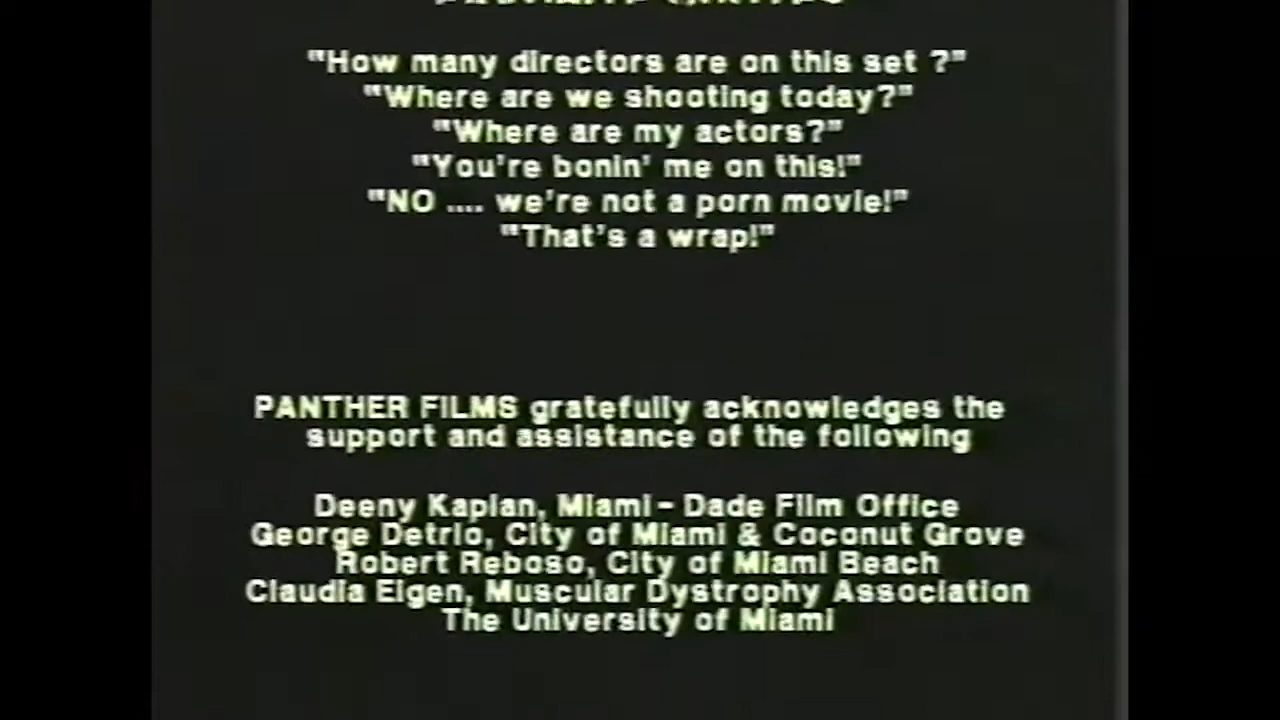 "How many directors are on this set ?"
"Where are we shooting today?"
"Where are my actors?"
"You're bonin' me on this!"
"NO .... we're not a porn movie!"
"That's a wrap!"
PANTHER FILMS gratefully acknowledges the
support and assistance of the following
Deeny Kaplan, Miami - Dade Film Office
George Detrio, City of Miami & Coconut Grove
Robert Reboso, City of Miami Beach
Claudia Eigen, Muscular Dystrophy Association
The University of Miami